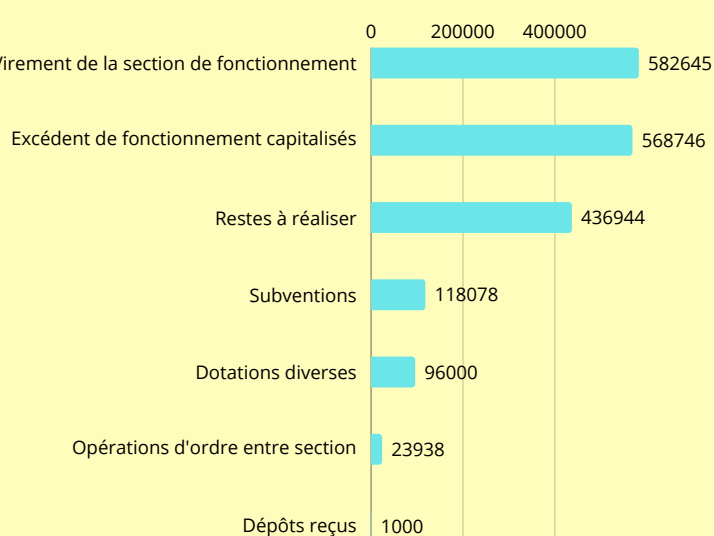 0 200000 400000
Virement de la section de fonctionnement 582645
Excédent de fonctionnement capitalisés 568746
Restes à réaliser 436944
Subventions 118078
Dotations diverses 96000
Opérations d'ordre entre section 23938
Dépôts reçus 1000